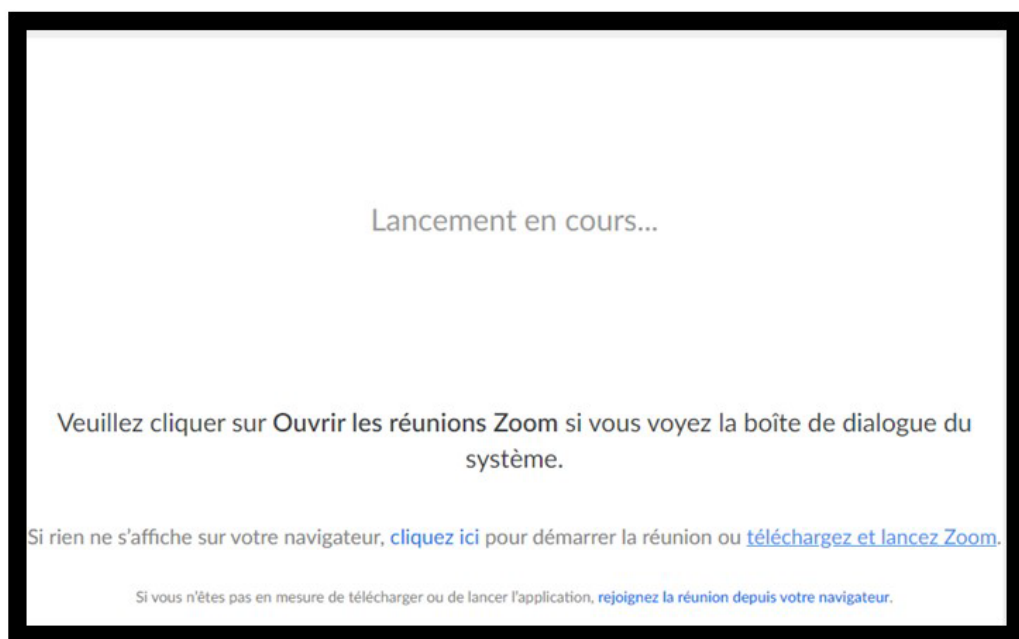 Lancement en cours...
Veuillez cliquer sur Ouvrir les réunions Zoom si vous voyez la boîte de dialogue du
système.
Si rien ne s’affiche sur votre navigateur, cliquez ici pour démarrer la réunion ou téléchargez et lancez Zoom.
Si vous n’êtes pas en mesure de télécharger ou de lancer l’application, rejoignez la réunion depuis votre navigateur.